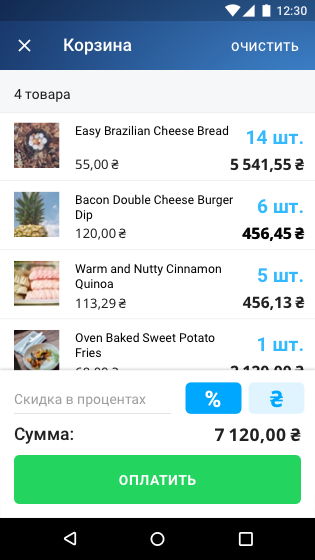 12:30
Корзина
ОЧИСТИТЬ
4 товара
Easy Brazilian Cheese Bread
14 шт.
55,00 ₴
5 541,55 ₴
Bacon Double Cheese Burger
Dip
6 шт.
120,00 ₴
456,45 ₴
Warm and Nutty Cinnamon
Quinoa
5 шт.
113,29 ₴
456,13 ₴
Oven Baked Sweet Potato
Fries
1 шт.
Скидка в процентах
%
₴
Сумма:
7 120,00 ₴
ОПЛАТИТЬ